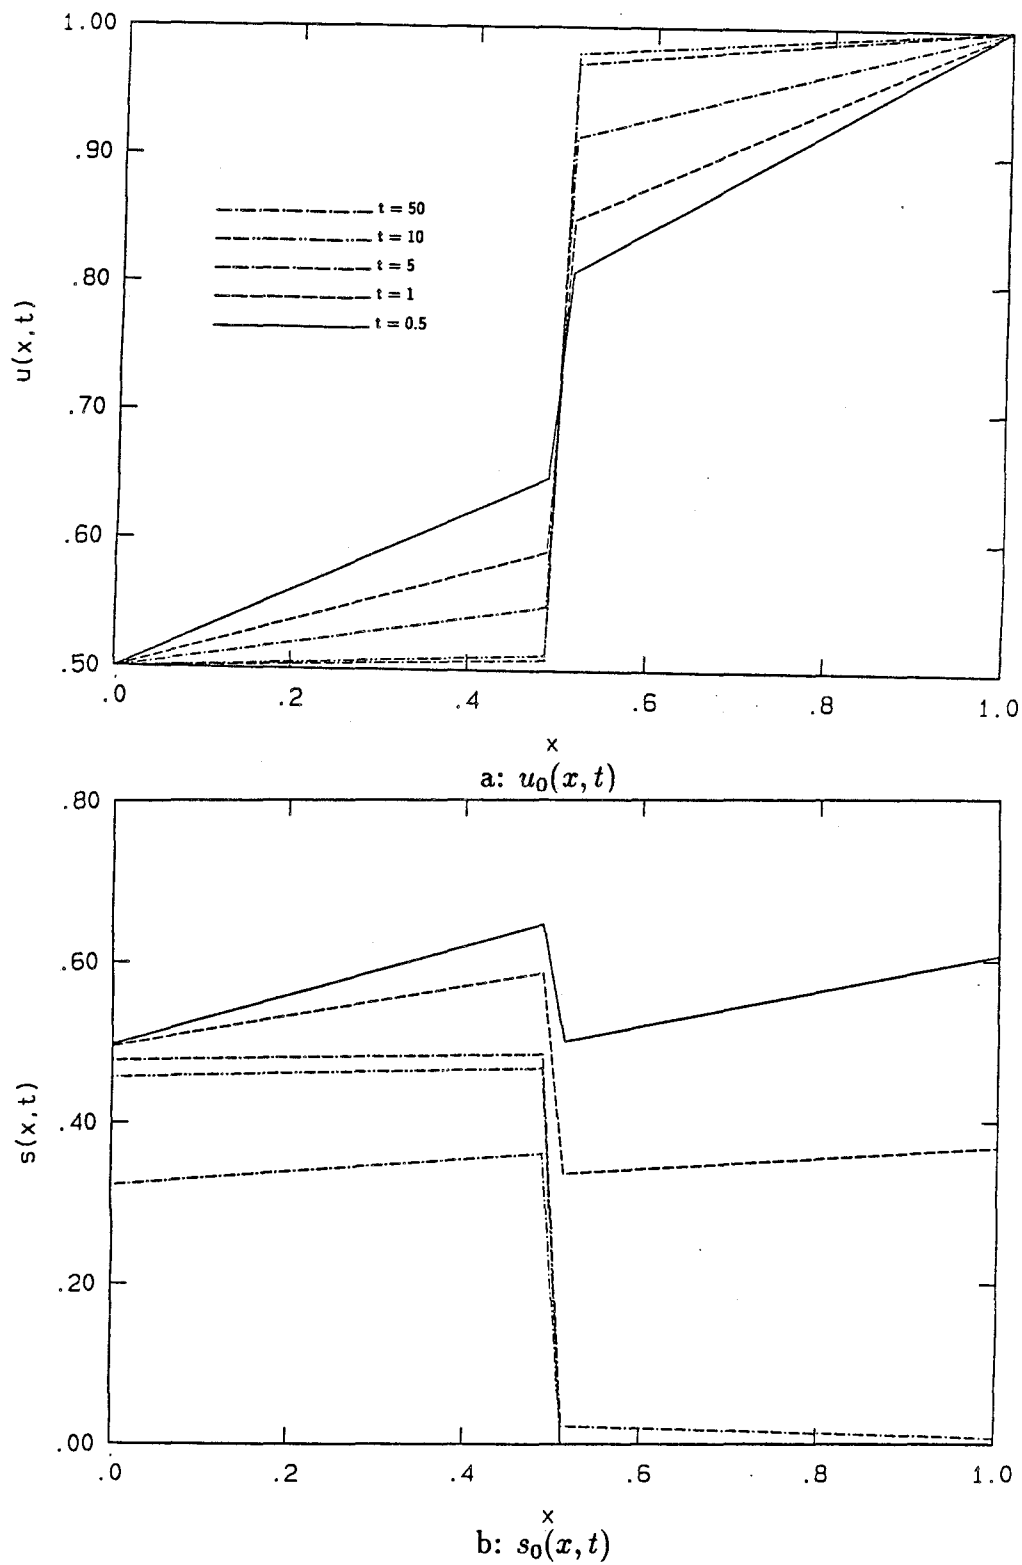 1.00
.90
.80
.70
.60
.50
u(x,t)
t = 50
t = 10
t = 5
t = 1
t = 0.5
.0
.2
.4
.6
.8
1.0
x
a: u₀(x, t)
.80
.60
.40
.20
.00
s(x,t)
.0
.2
.4
.6
.8
1.0
x
b: s₀(x, t)